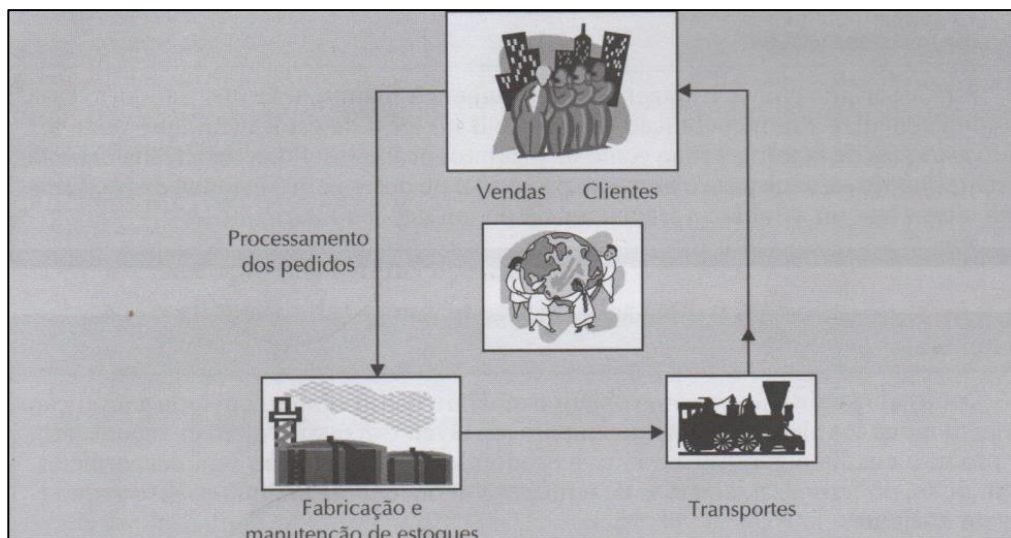 Vendas Clientes
Processamento
dos pedidos
Fabricação e
manutenção de estoques
Transportes